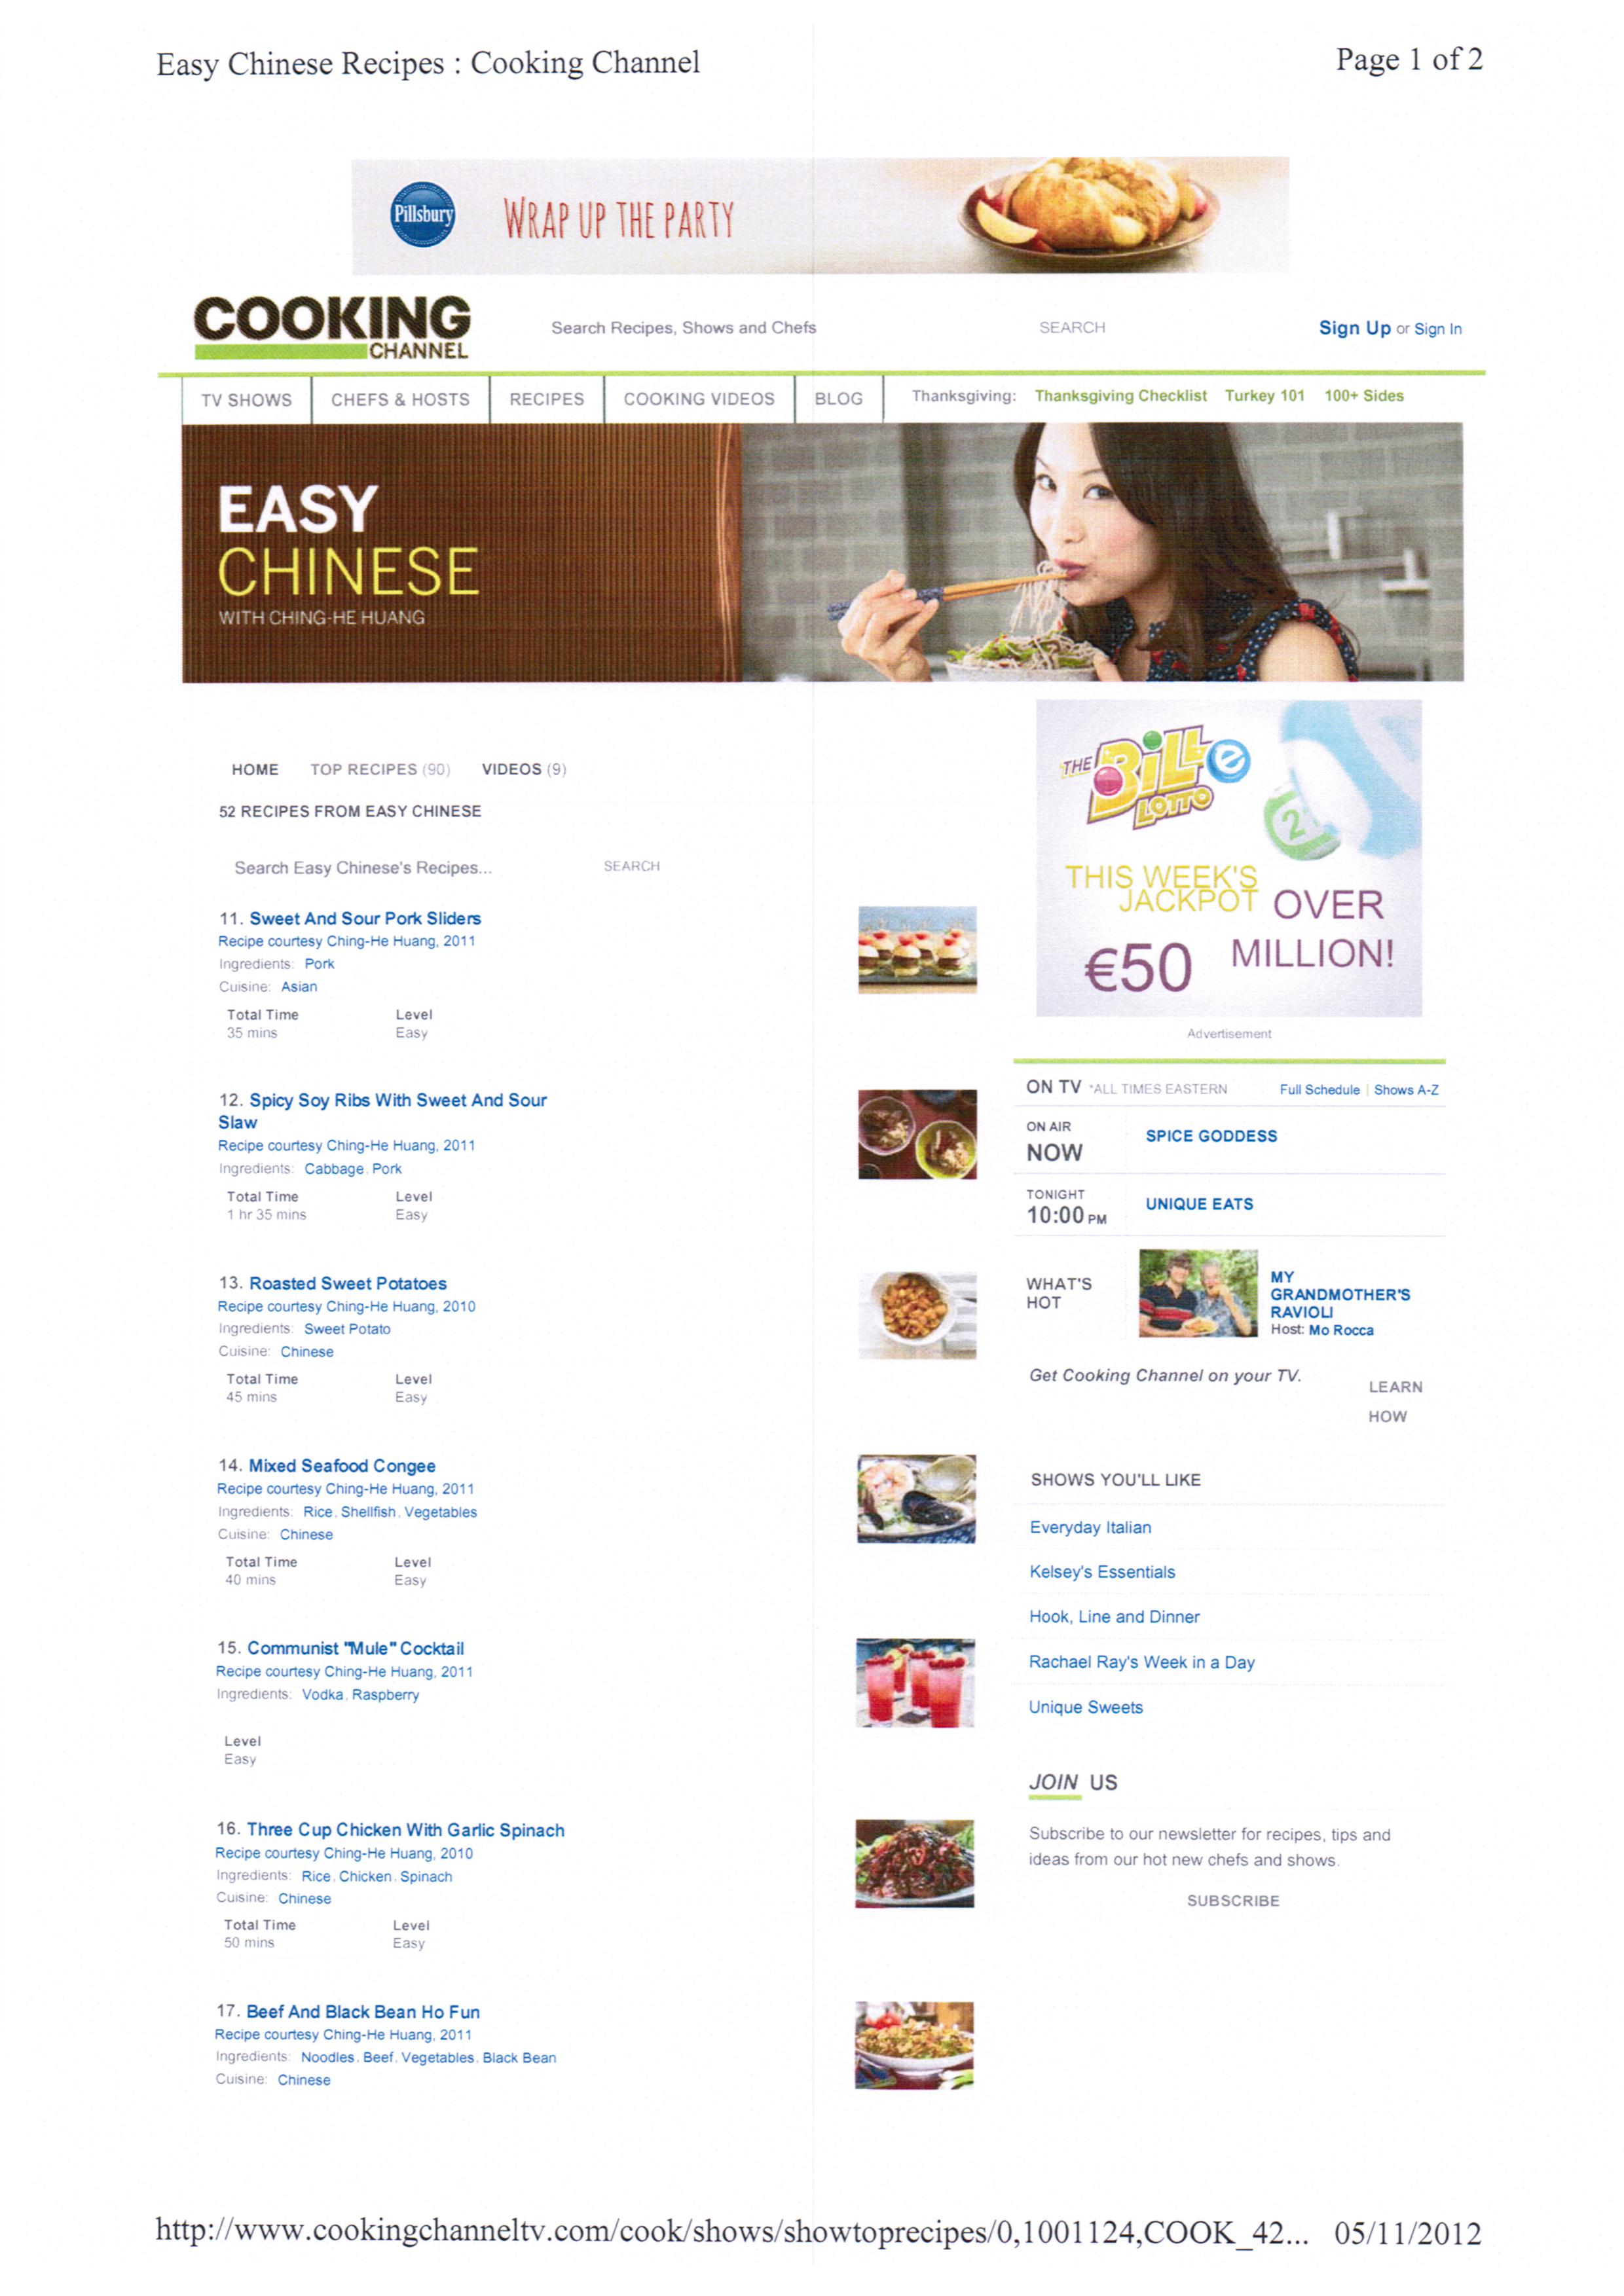 Easy Chinese Recipes : Cooking Channel
Page 1 of 2
Pillsbury
WRAP UP THE PARTY
COOKING
CHANNEL
Search Recipes, Shows and Chefs
SEARCH
Sign Up or Sign In
TV SHOWS
CHEFS & HOSTS
RECIPES
COOKING VIDEOS
BLOG
Thanksgiving: Thanksgiving Checklist Turkey 101 100+ Sides
EASY
CHINESE
WITH CHING-HE HUANG
HOME TOP RECIPES (90) VIDEOS (9)
52 RECIPES FROM EASY CHINESE
Search Easy Chinese's Recipes...
SEARCH
11. Sweet And Sour Pork Sliders
Recipe courtesy Ching-He Huang, 2011
Ingredients: Pork
Cuisine: Asian
Total Time Level
35 mins Easy
12. Spicy Soy Ribs With Sweet And Sour
Slaw
Recipe courtesy Ching-He Huang, 2011
Ingredients: Cabbage, Pork
Total Time Level
1 hr 35 mins Easy
13. Roasted Sweet Potatoes
Recipe courtesy Ching-He Huang, 2010
Ingredients: Sweet Potato
Cuisine: Chinese
Total Time Level
45 mins Easy
14. Mixed Seafood Congee
Recipe courtesy Ching-He Huang, 2011
Ingredients: Rice, Shellfish, Vegetables
Cuisine: Chinese
Total Time Level
40 mins Easy
15. Communist "Mule" Cocktail
Recipe courtesy Ching-He Huang, 2011
Ingredients: Vodka, Raspberry
Level
Easy
16. Three Cup Chicken With Garlic Spinach
Recipe courtesy Ching-He Huang, 2010
Ingredients: Rice, Chicken, Spinach
Cuisine: Chinese
Total Time Level
50 mins Easy
17. Beef And Black Bean Ho Fun
Recipe courtesy Ching-He Huang, 2011
Ingredients: Noodles, Beef, Vegetables, Black Bean
Cuisine: Chinese
THE BILL e
LOTTO
2
THIS WEEK'S
JACKPOT OVER
€50 MILLION!
Advertisement
ON TV *ALL TIMES EASTERN Full Schedule | Shows A-Z
ON AIR
NOW
SPICE GODDESS
TONIGHT
10:00 PM
UNIQUE EATS
WHAT'S
HOT
MY
GRANDMOTHER'S
RAVIOLI
Host: Mo Rocca
Get Cooking Channel on your TV.
LEARN
HOW
SHOWS YOU'LL LIKE
Everyday Italian
Kelsey's Essentials
Hook, Line and Dinner
Rachael Ray's Week in a Day
Unique Sweets
JOIN US
Subscribe to our newsletter for recipes, tips and
ideas from our hot new chefs and shows.
SUBSCRIBE
http://www.cookingchanneltv.com/cook/shows/showtoprecipes/0,1001124,COOK_42... 05/11/2012